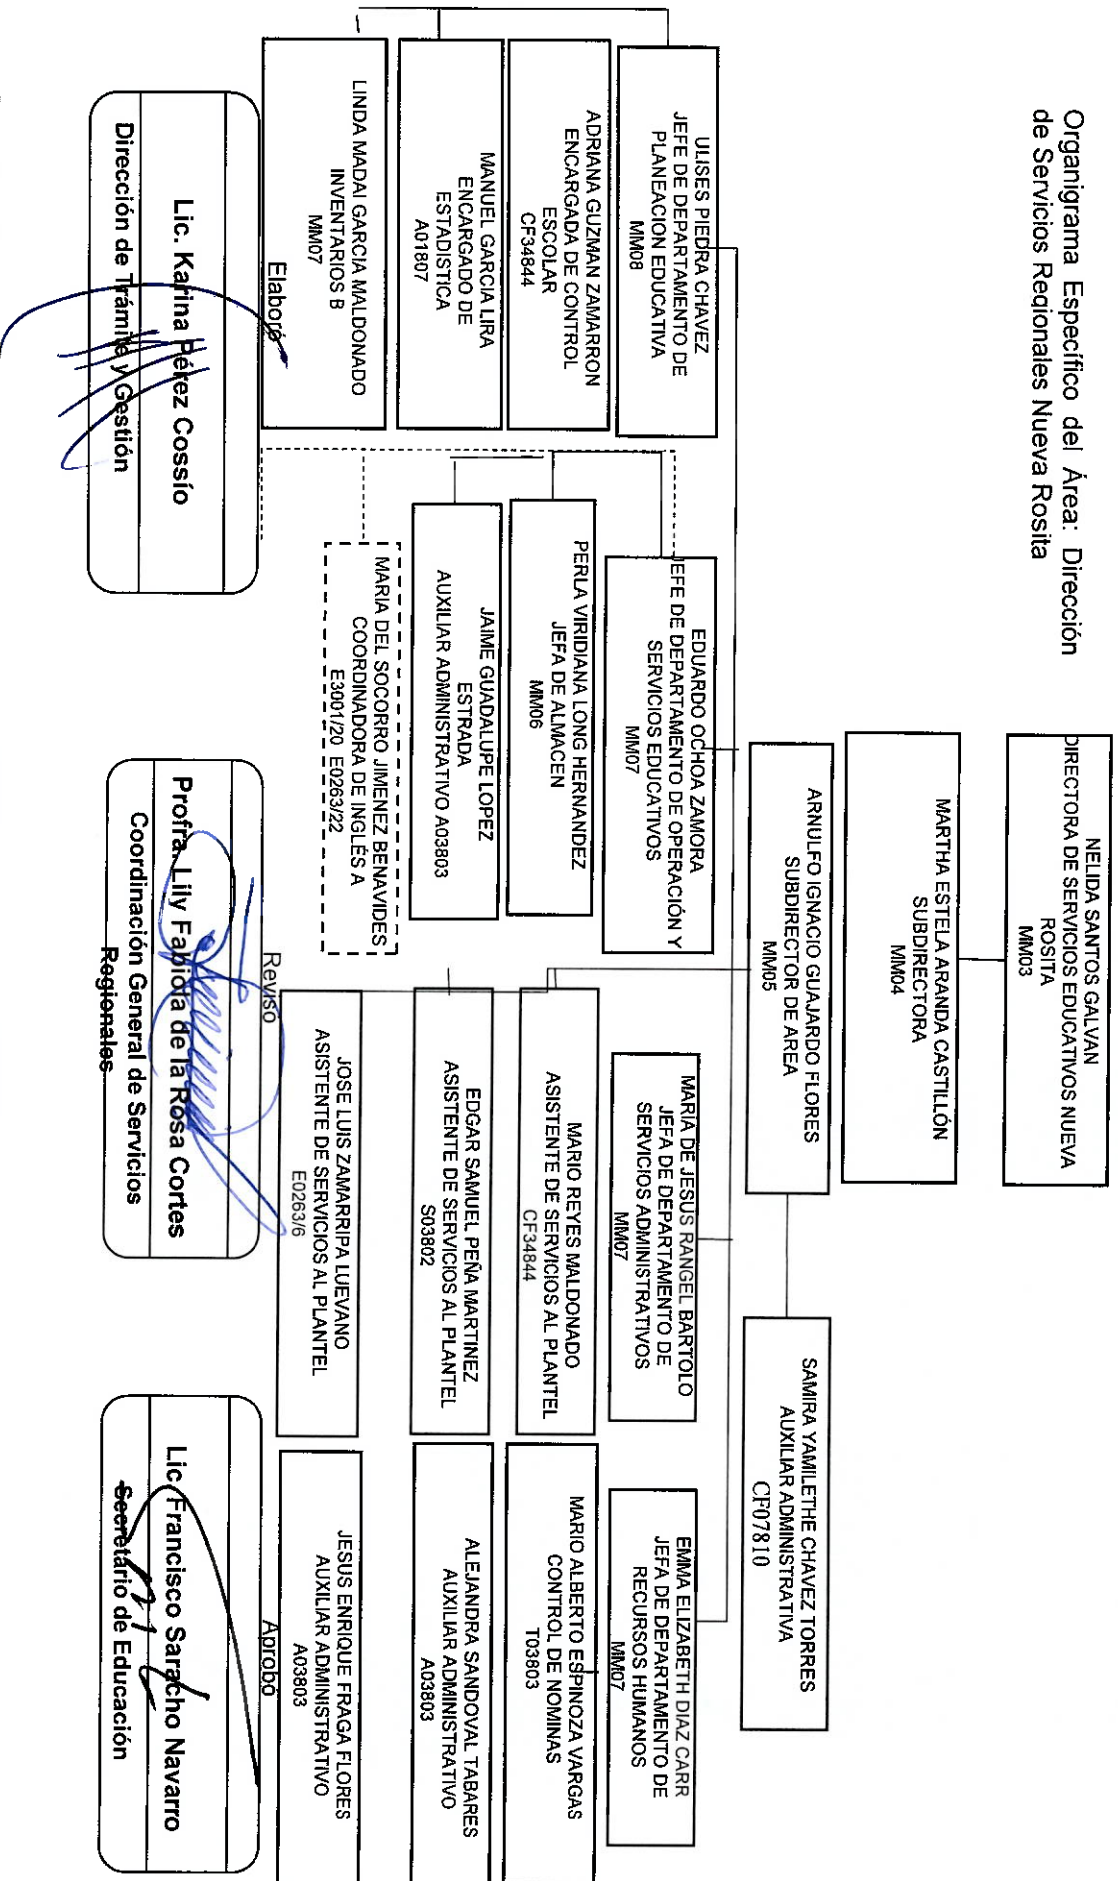 Organigrama Específico del Área: Dirección
de Servicios Regionales Nueva Rosita
NELIDA SANTOS GALVAN
DIRECTORA DE SERVICIOS EDUCATIVOS NUEVA
ROSITA
MM03
MARTHA ESTELA ARANDA CASTILLÓN
SUBDIRECTORA
MM04
ARNULFO IGNACIO GUAJARDO FLORES
SUBDIRECTOR DE AREA
MM05
SAMIRA YAMILETHE CHAVEZ TORRES
AUXILIAR ADMINISTRATIVA
CF07810
ULISES PIEDRA CHAVEZ
JEFE DE DEPARTAMENTO DE
PLANEACION EDUCATIVA
MM08
EDUARDO OCHOA ZAMORA
JEFE DE DEPARTAMENTO DE OPERACIÓN Y
SERVICIOS EDUCATIVOS
MM07
MARIA DE JESUS RANGEL BARTOLO
JEFA DE DEPARTAMENTO DE
SERVICIOS ADMINISTRATIVOS
MM07
EMMA ELIZABETH DIAZ CARR
JEFA DE DEPARTAMENTO DE
RECURSOS HUMANOS
MM07
ADRIANA GUZMAN ZAMARRON
ENCARGADA DE CONTROL
ESCOLAR
CF34844
PERLA VIRIDIANA LONG HERNANDEZ
JEFA DE ALMACEN
MM06
MARIO REYES MALDONADO
ASISTENTE DE SERVICIOS AL PLANTEL
CF34844
MARIO ALBERTO ESPINOZA VARGAS
CONTROL DE NOMINAS
T03803
MANUEL GARCIA LIRA
ENCARGADO DE
ESTADISTICA
A01807
JAIME GUADALUPE LOPEZ
ESTRADA
AUXILIAR ADMINISTRATIVO A03803
EDGAR SAMUEL PEÑA MARTINEZ
ASISTENTE DE SERVICIOS AL PLANTEL
S03802
ALEJANDRA SANDOVAL TABARES
AUXILIAR ADMINISTRATIVO
A03803
LINDA MADAI GARCIA MALDONADO
INVENTARIOS B
MM07
MARIA DEL SOCORRO JIMENEZ BENAVIDES
COORDINADORA DE INGLÉS A
E3001/20 E0263/22
JOSE LUIS ZAMARRIPA LUEVANO
ASISTENTE DE SERVICIOS AL PLANTEL
E0263/6
JESUS ENRIQUE FRAGA FLORES
AUXILIAR ADMINISTRATIVO
A03803
Elaboró
Lic. Karina Pérez Cossío
Dirección de Trámite y Gestión
Reviso
Profra. Lily Fabiola de la Rosa Cortes
Coordinación General de Servicios
Regionales
Aprobó
Lic. Francisco Saracho Navarro
Secretario de Educación